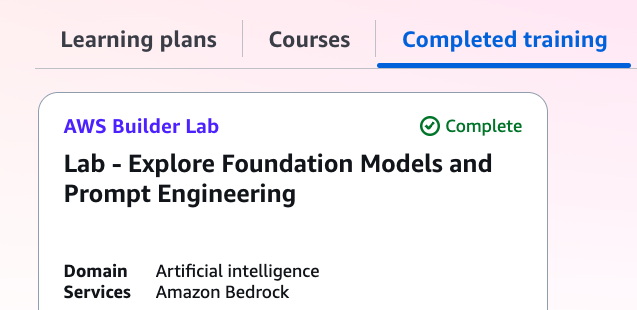 Learning plans
Courses
Completed training
AWS Builder Lab
Complete
Lab - Explore Foundation Models and
Prompt Engineering
Domain Artificial intelligence
Services Amazon Bedrock